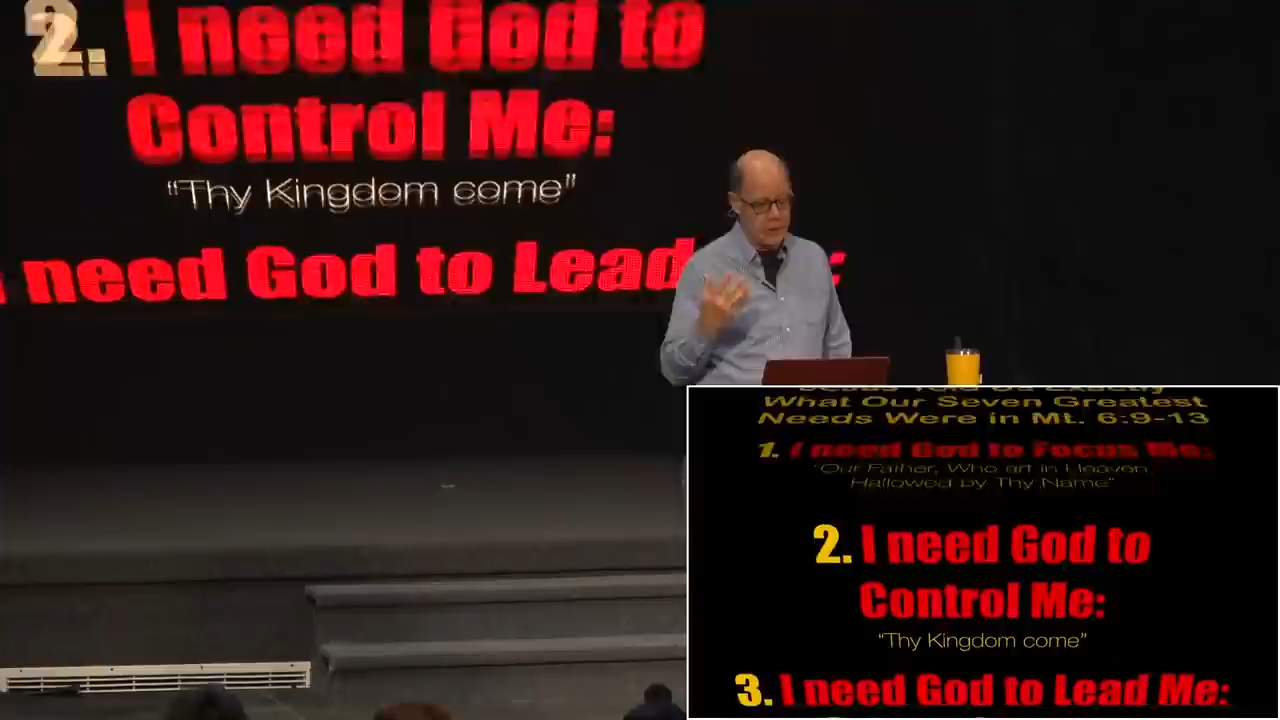 2. I need God to
Control Me:
“Thy Kingdom come”
need God to Lead
What Our Seven Greatest
Needs Were in Mt. 6:9-13
1. I need God to Focus Me:
“Our Father, Who art in Heaven,
Hallowed by Thy Name”
2. I need God to
Control Me:
“Thy Kingdom come”
3. I need God to Lead Me: